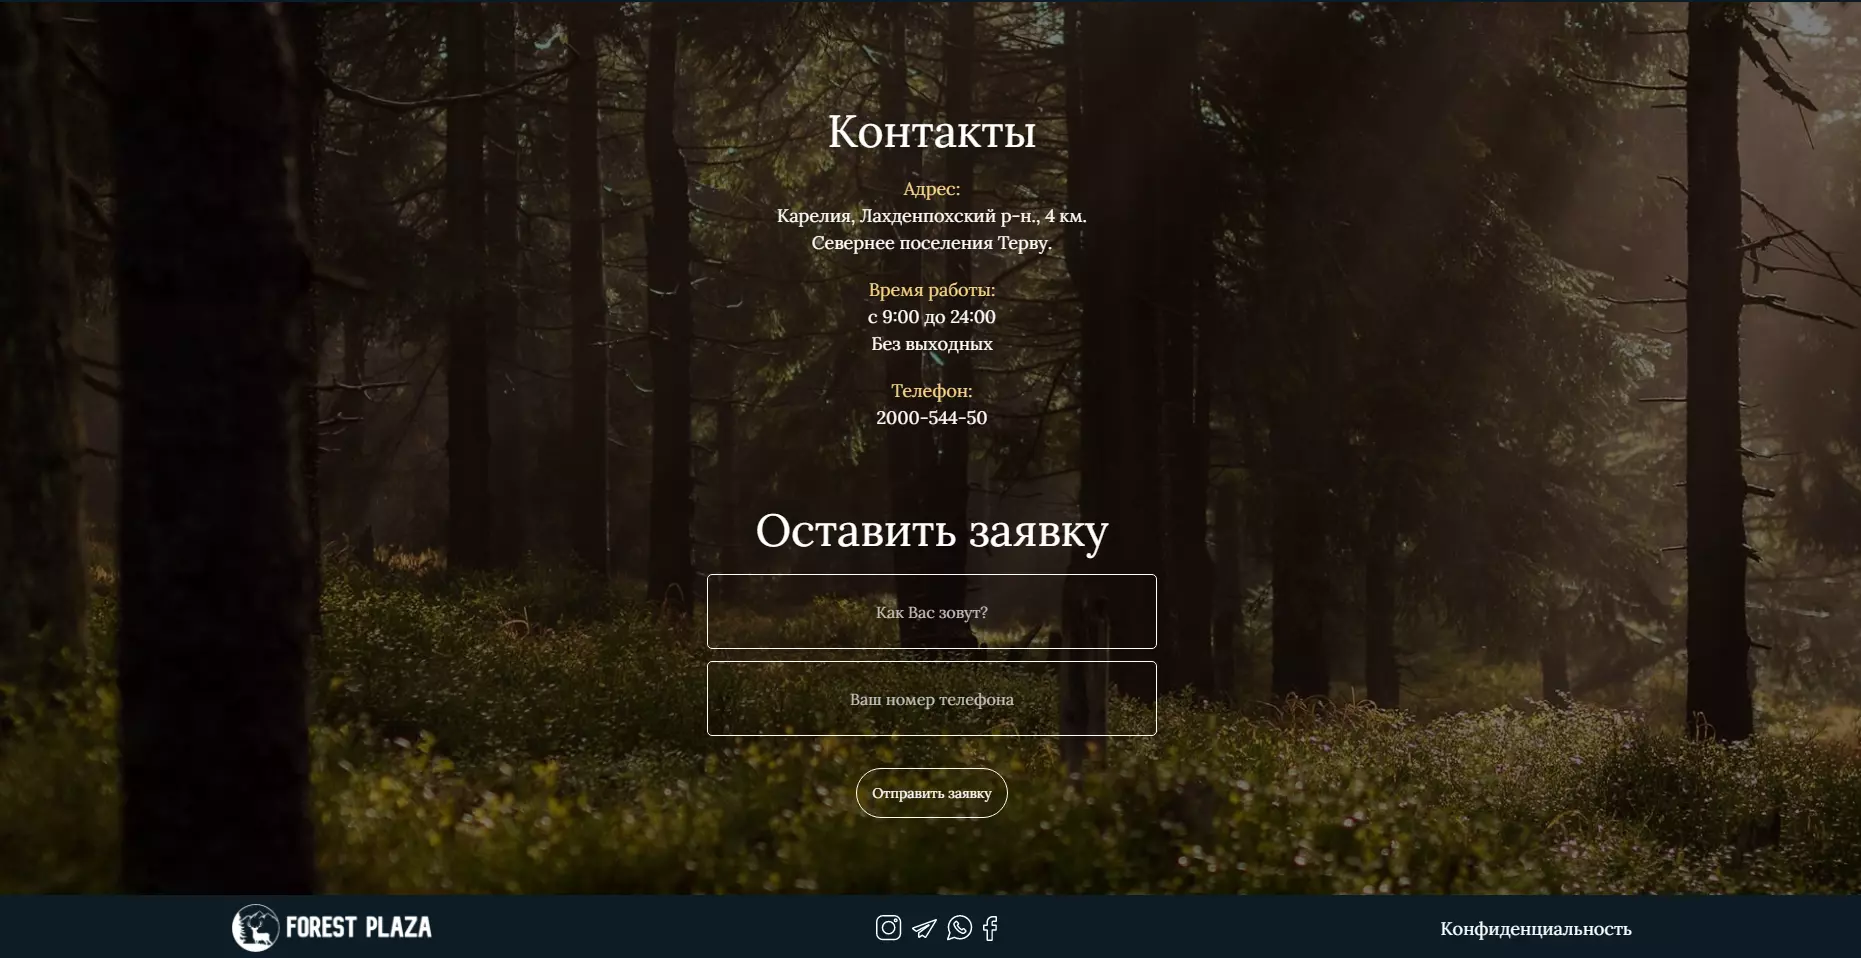 Контакты
Адрес:
Карелия, Лахденпохский р-н., 4 км.
Севернее поселения Терву.
Время работы:
с 9:00 до 24:00
Без выходных
Телефон:
2000-544-50
Оставить заявку
Как Вас зовут?
Ваш номер телефона
Отправить заявку
FOREST PLAZA
Конфиденциальность